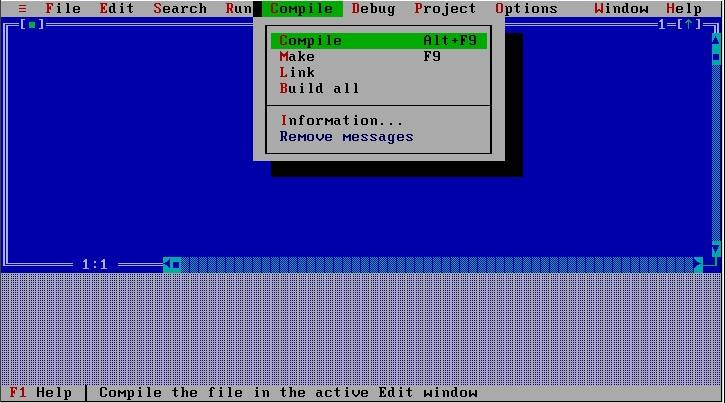 ≡ File Edit Search Run Compile Debug Project Options Window Help
[■] 1=[↑]
Compile Alt+F9
Make F9
Link
Build all
Information...
Remove messages
1:1
F1 Help │ Compile the file in the active Edit window